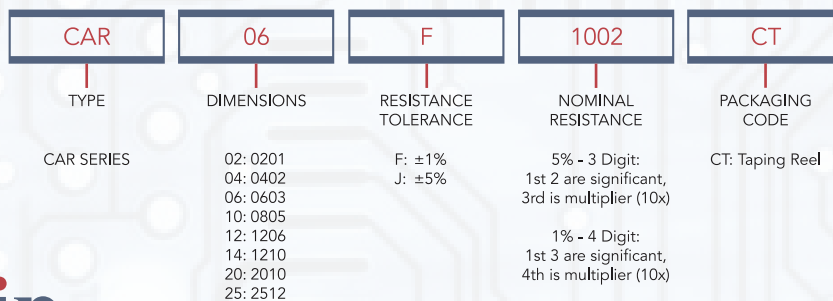 CAR 06 F 1002 CT
TYPE DIMENSIONS RESISTANCE TOLERANCE NOMINAL RESISTANCE PACKAGING CODE
CAR SERIES
02: 0201
04: 0402
06: 0603
10: 0805
12: 1206
14: 1210
20: 2010
25: 2512
F: ±1%
J: ±5%
5% - 3 Digit:
1st 2 are significant,
3rd is multiplier (10x)
1% - 4 Digit:
1st 3 are significant,
4th is multiplier (10x)
CT: Taping Reel